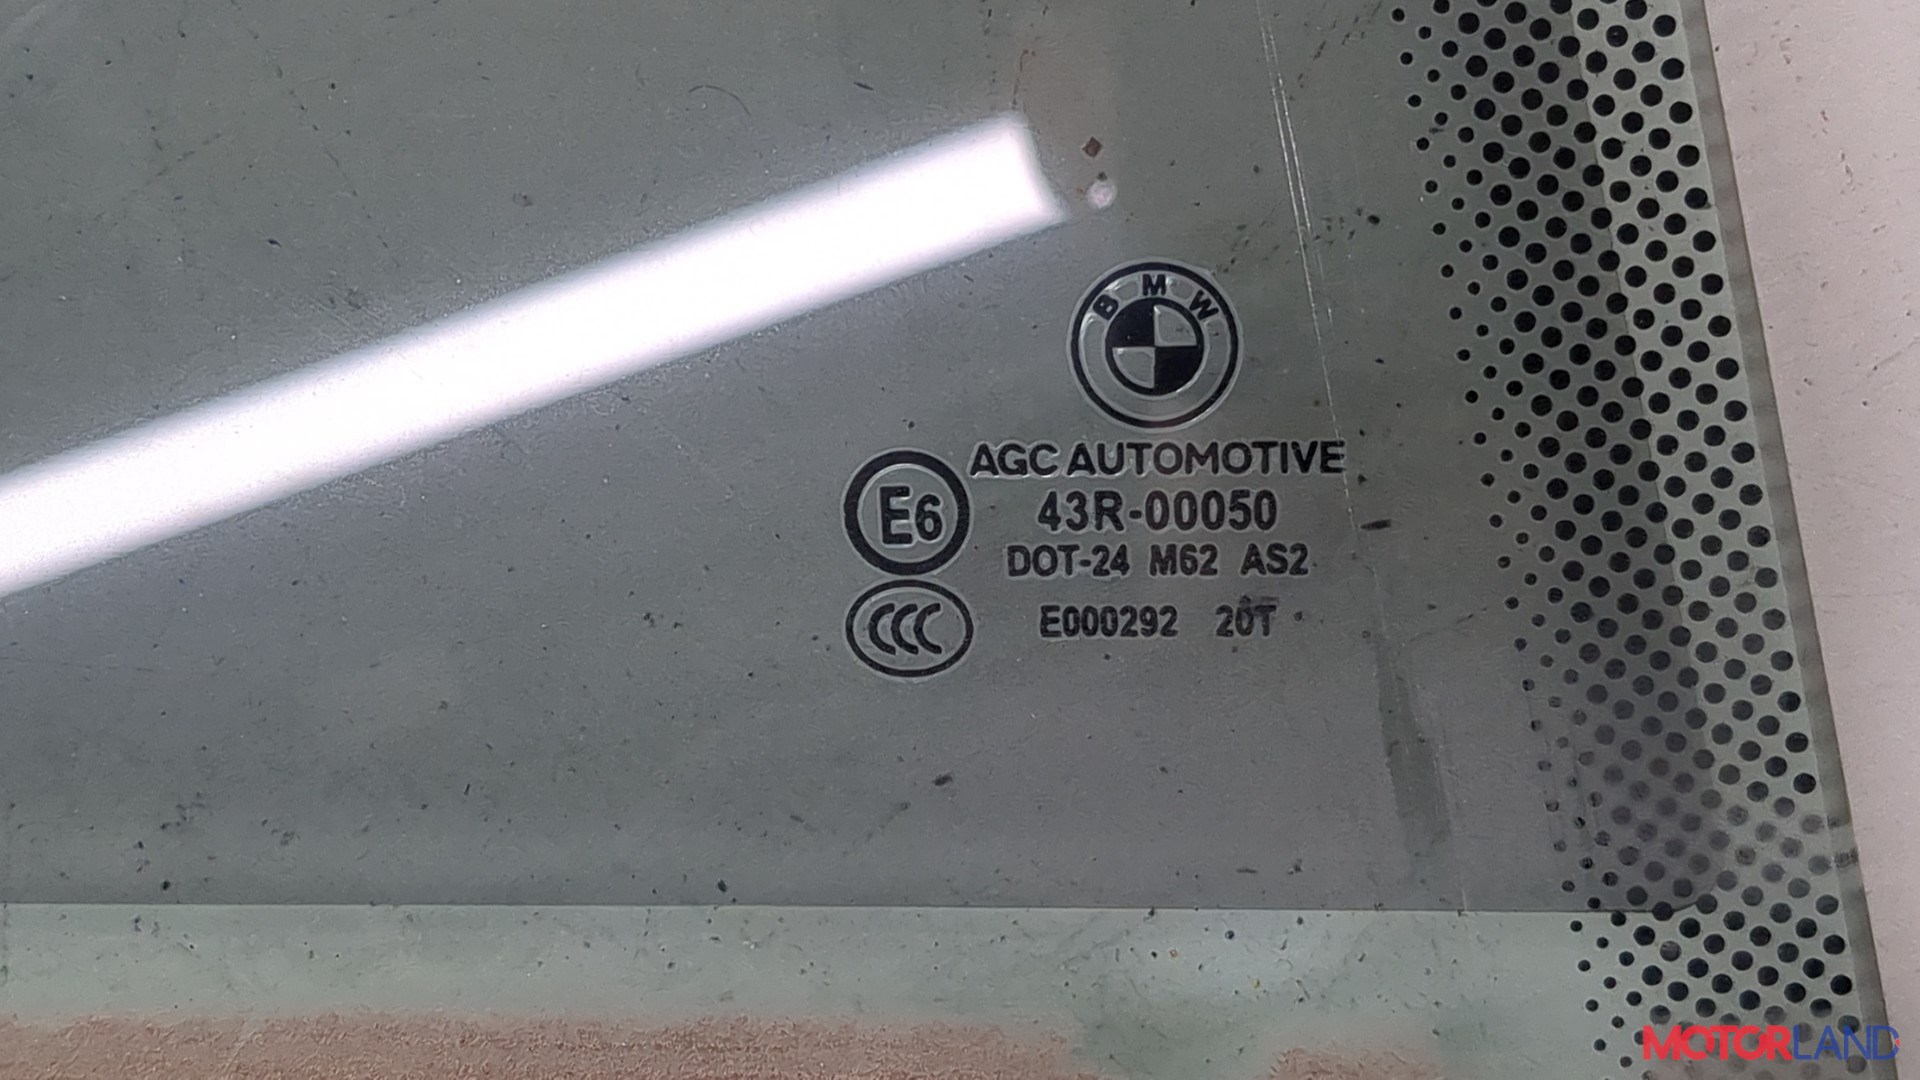 BMW
AGC AUTOMOTIVE
E6
43R-00050
DOT-24 M62 AS2
CCC
E000292 20T
MOTORLAND